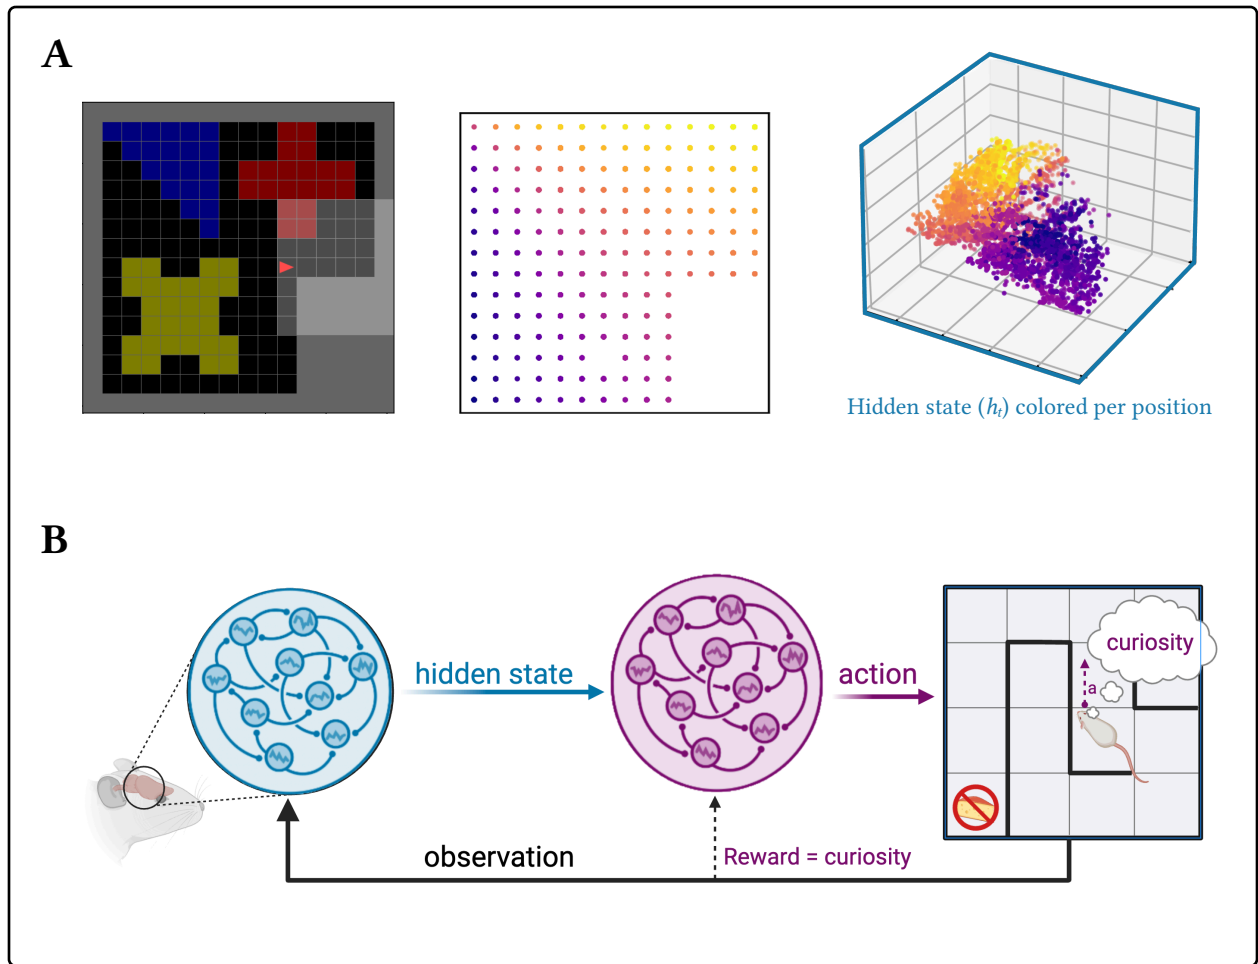 A
Hidden state (hₜ) colored per position
B
hidden state
action
curiosity
a
observation
Reward = curiosity